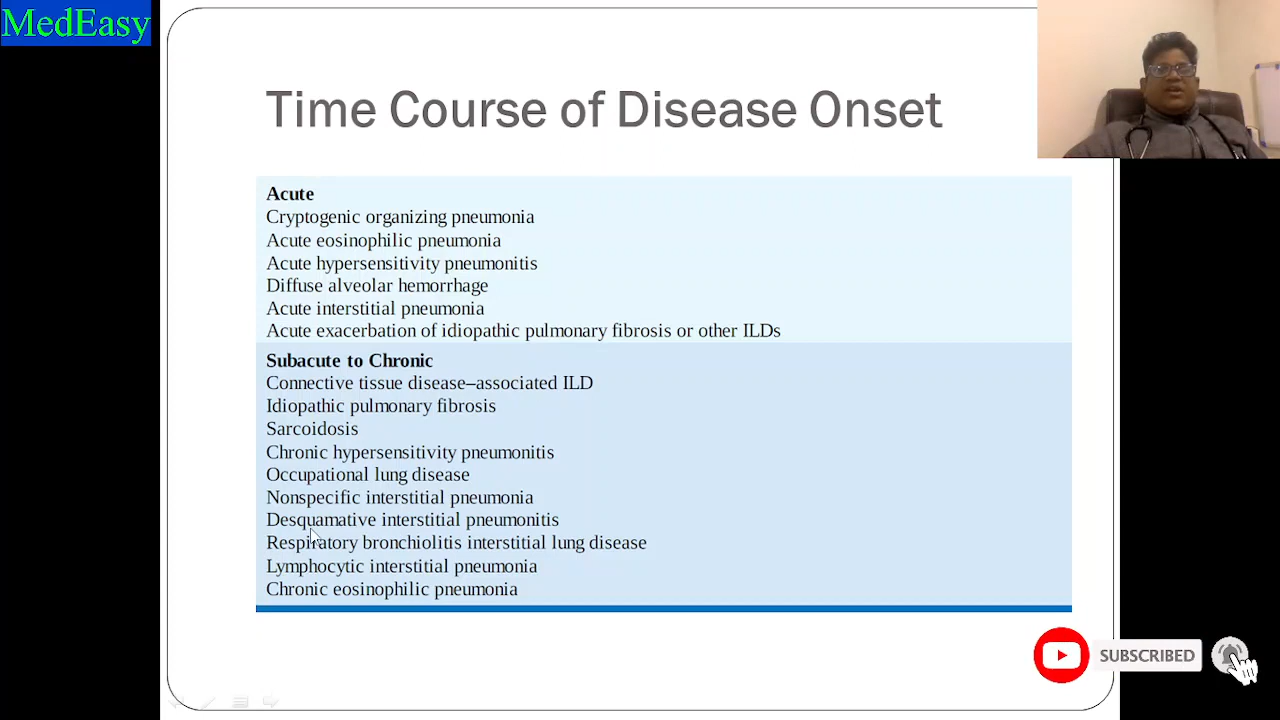 MedEasy
Time Course of Disease Onset
Acute
Cryptogenic organizing pneumonia
Acute eosinophilic pneumonia
Acute hypersensitivity pneumonitis
Diffuse alveolar hemorrhage
Acute interstitial pneumonia
Acute exacerbation of idiopathic pulmonary fibrosis or other ILDs
Subacute to Chronic
Connective tissue disease–associated ILD
Idiopathic pulmonary fibrosis
Sarcoidosis
Chronic hypersensitivity pneumonitis
Occupational lung disease
Nonspecific interstitial pneumonia
Desquamative interstitial pneumonitis
Respiratory bronchiolitis interstitial lung disease
Lymphocytic interstitial pneumonia
Chronic eosinophilic pneumonia
SUBSCRIBED